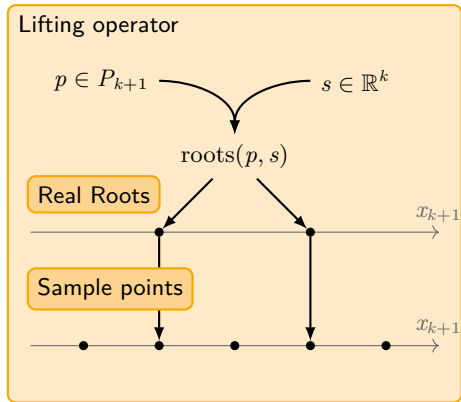 Lifting operator
p ∈ P_{k+1} s ∈ ℝ^k
roots(p, s)
Real Roots
x_{k+1}
Sample points
x_{k+1}